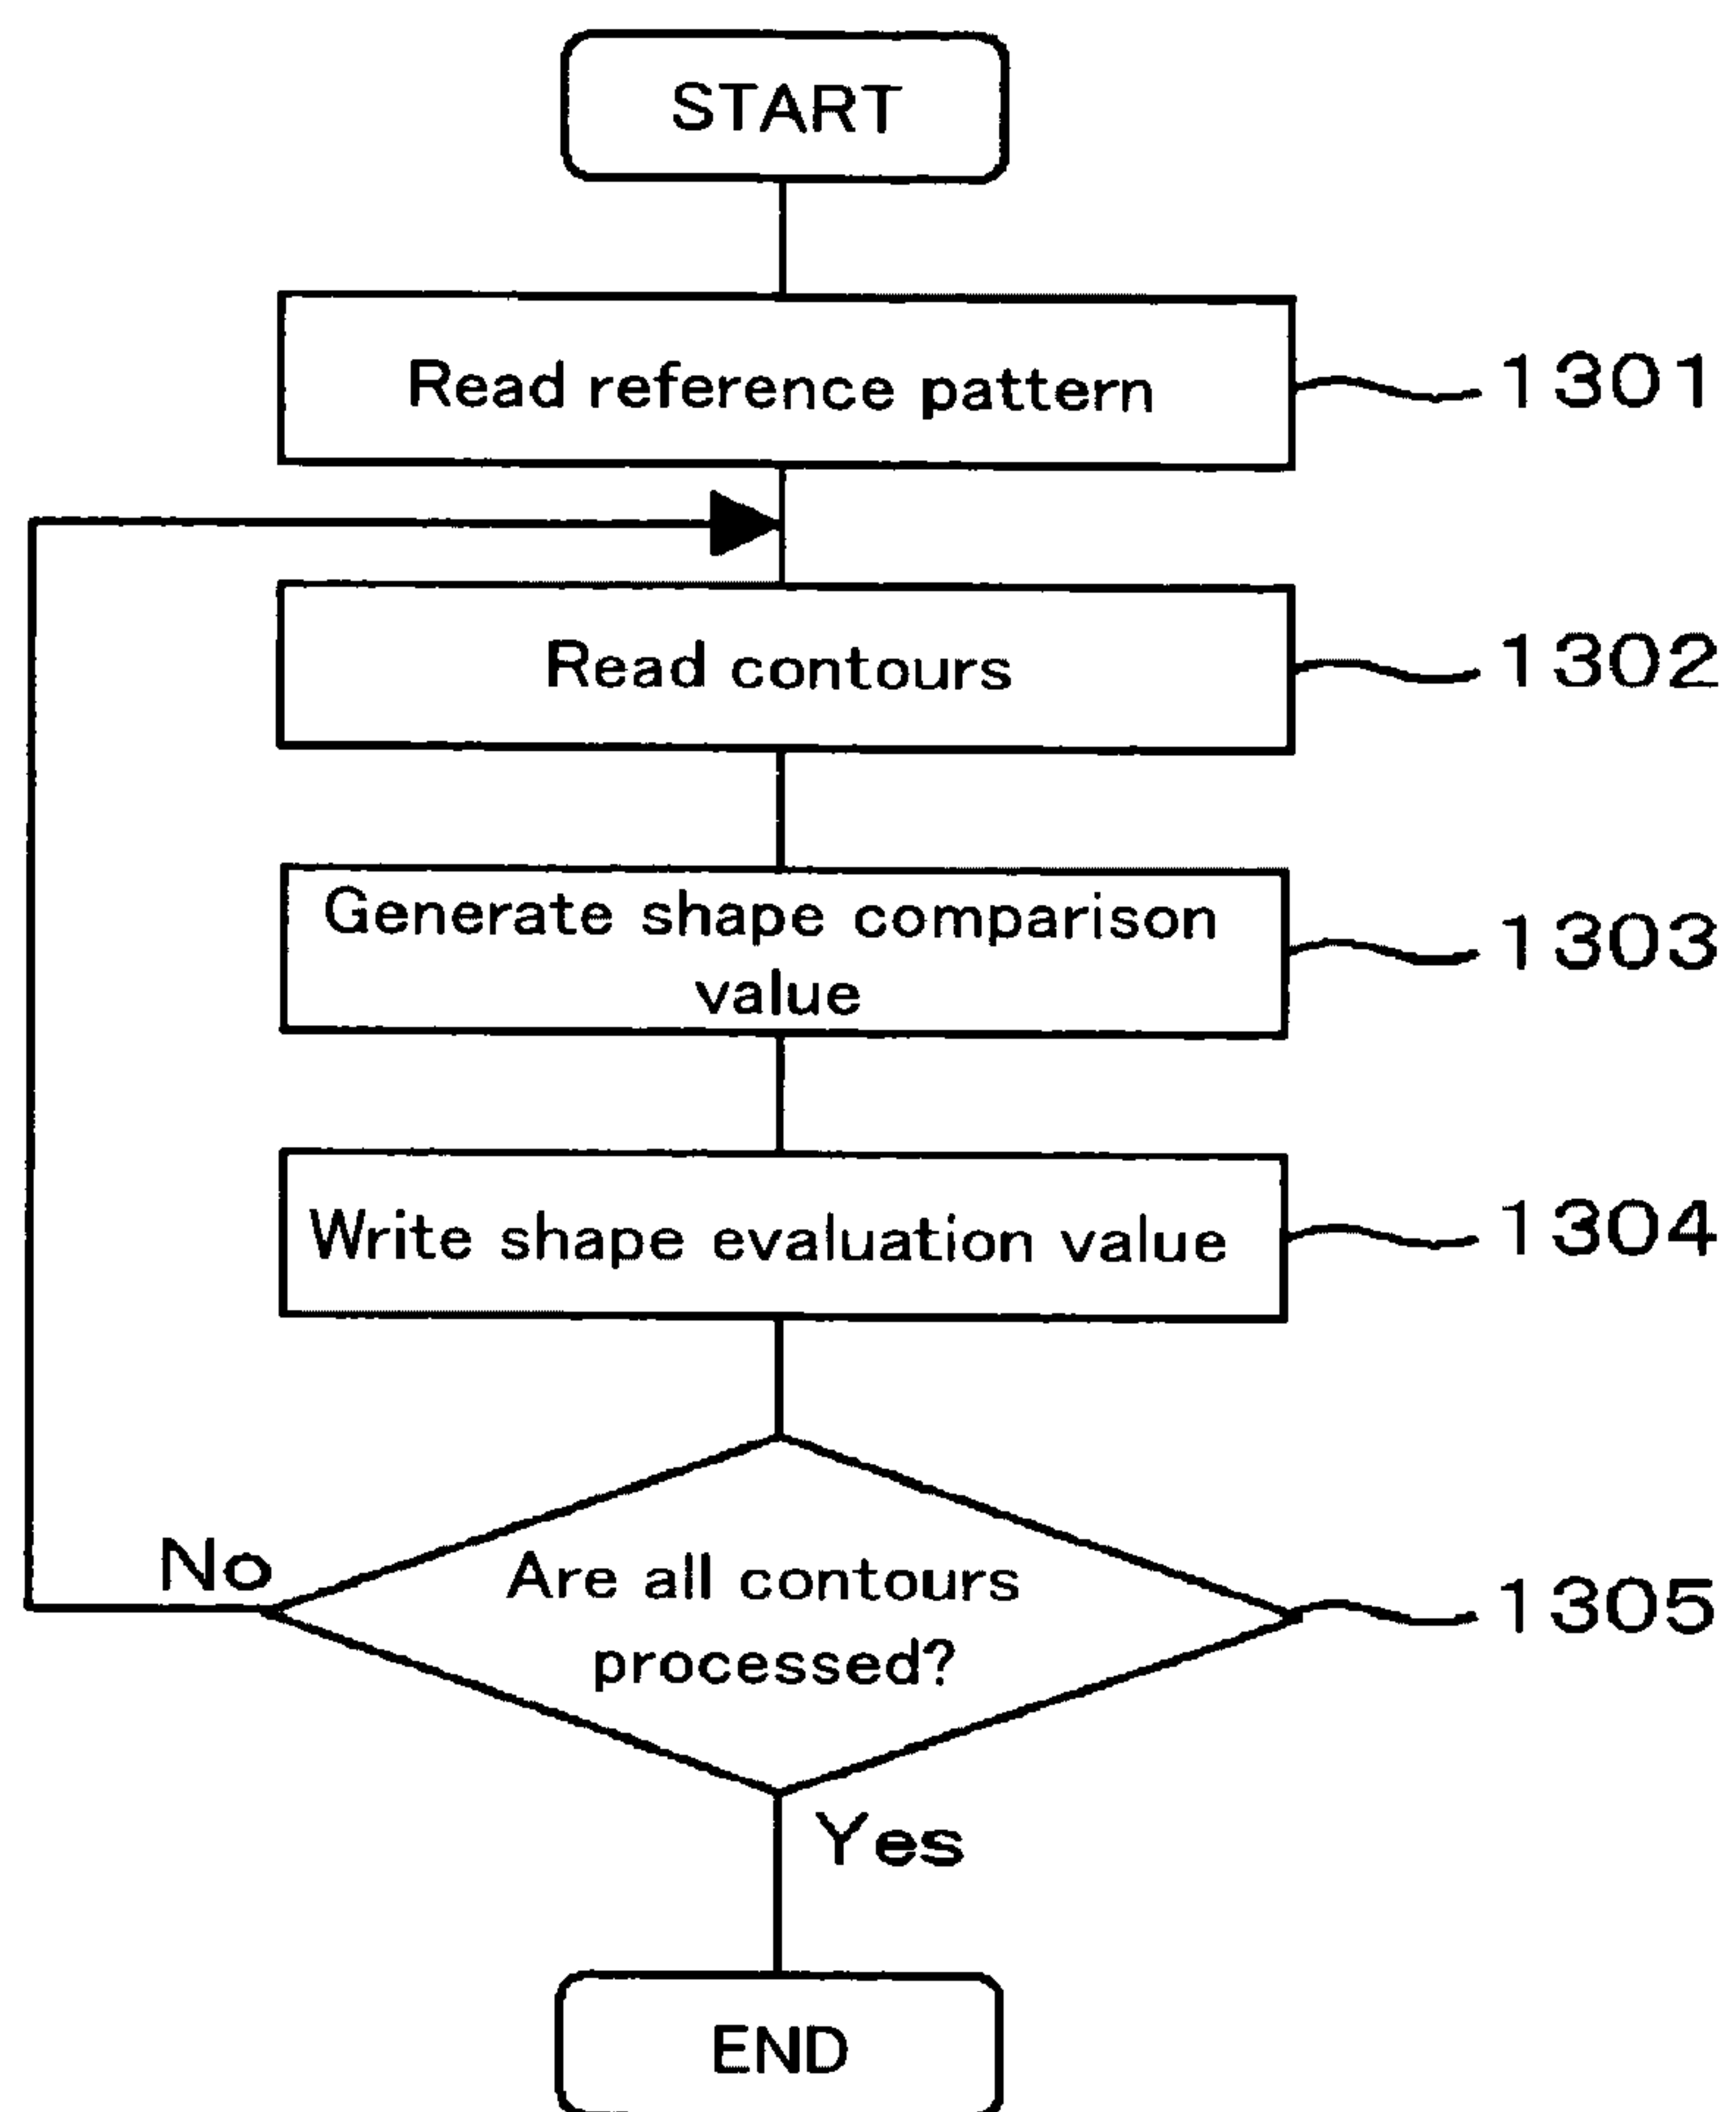 START
Read reference pattern
1301
Read contours
1302
Generate shape comparison
value
1303
Write shape evaluation value
1304
No
Are all contours
processed?
1305
Yes
END